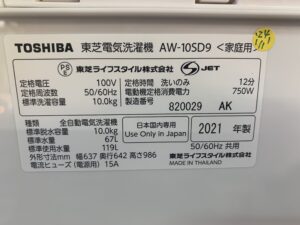 TOSHIBA 東芝電気洗濯機 AW-10SD9 <家庭用>
PS E 東芝ライフスタイル株式会社 S JET
定格電圧 100V
定格周波数 50/60Hz
標準洗濯容量 10.0kg
定格時間 洗いのみ 12分
電動機定格消費電力 750W
製造番号 820029 AK
種類 全自動電気洗濯機
標準脱水容量 10.0kg
標準水量 67L
標準使用水量 119L
外形寸法mm 幅637 奥行642 高さ986
電流ヒューズ(電源用) 15A
日本国内専用
Use Only in Japan
2021 年製
50/60Hz 共用
東芝ライフスタイル株式会社
MADE IN THAILAND